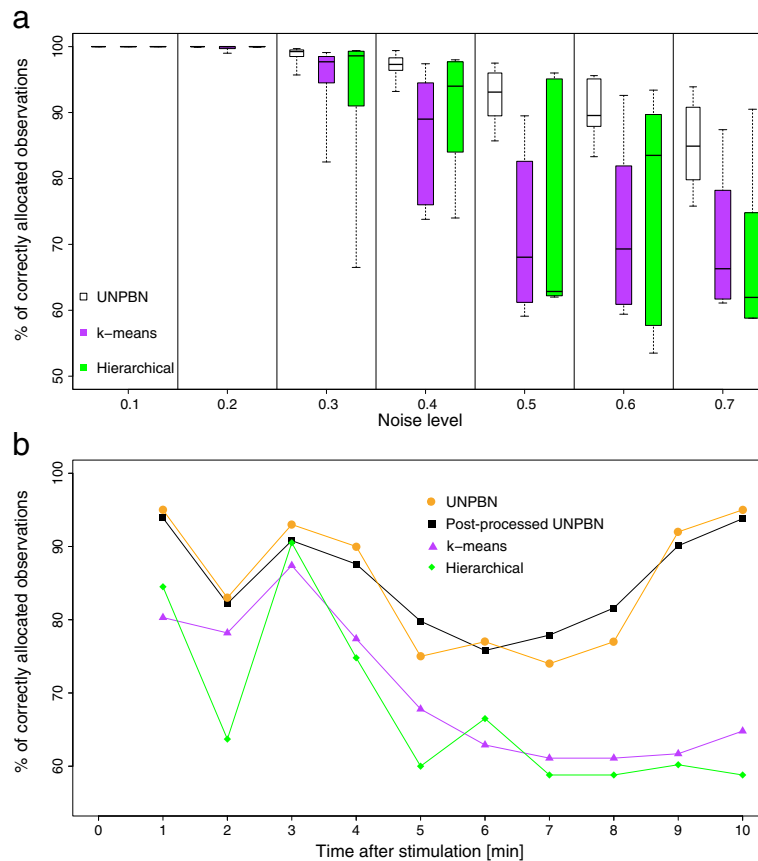 a
100
90
80
70
60
50
% of correctly allocated observations
UNPBN
k−means
Hierarchical
0.1 0.2 0.3 0.4 0.5 0.6 0.7
Noise level
b
100
90
80
70
60
% of correctly allocated observations
UNPBN
Post−processed UNPBN
k−means
Hierarchical
0 1 2 3 4 5 6 7 8 9 10
Time after stimulation [min]